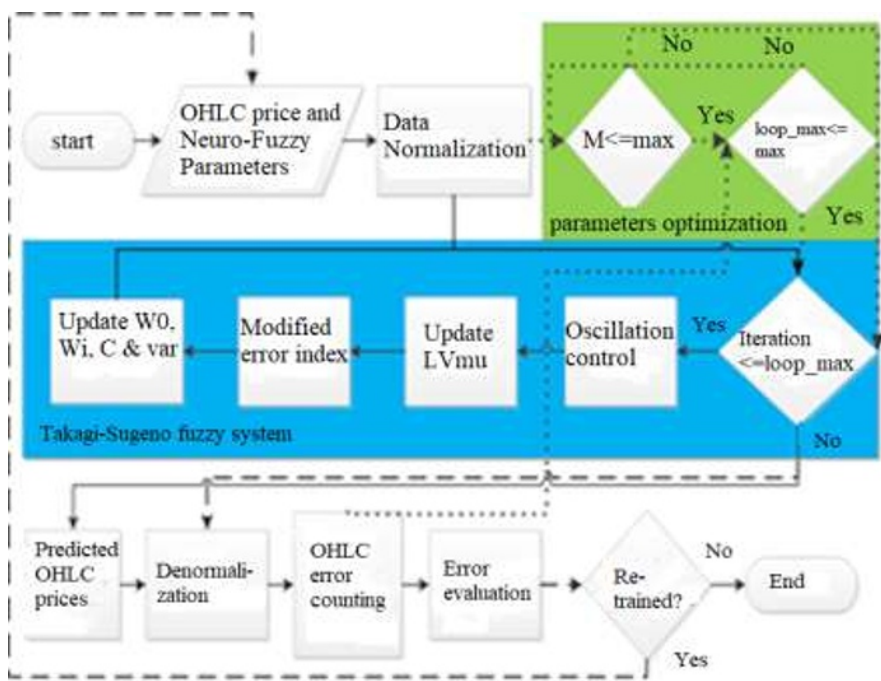 No
No
start
OHLC price and
Neuro-Fuzzy
Parameters
Data
Normalization
M<=max
Yes
loop_max<=
max
Yes
parameters optimization
Update W0,
Wi, C & var
Modified
error index
Update
LVmu
Oscillation
control
Yes
Iteration
<=loop_max
Takagi-Sugeno fuzzy system
No
Predicted
OHLC
prices
Denormali-
zation
OHLC
error
counting
Error
evaluation
Re-
trained?
No
End
Yes